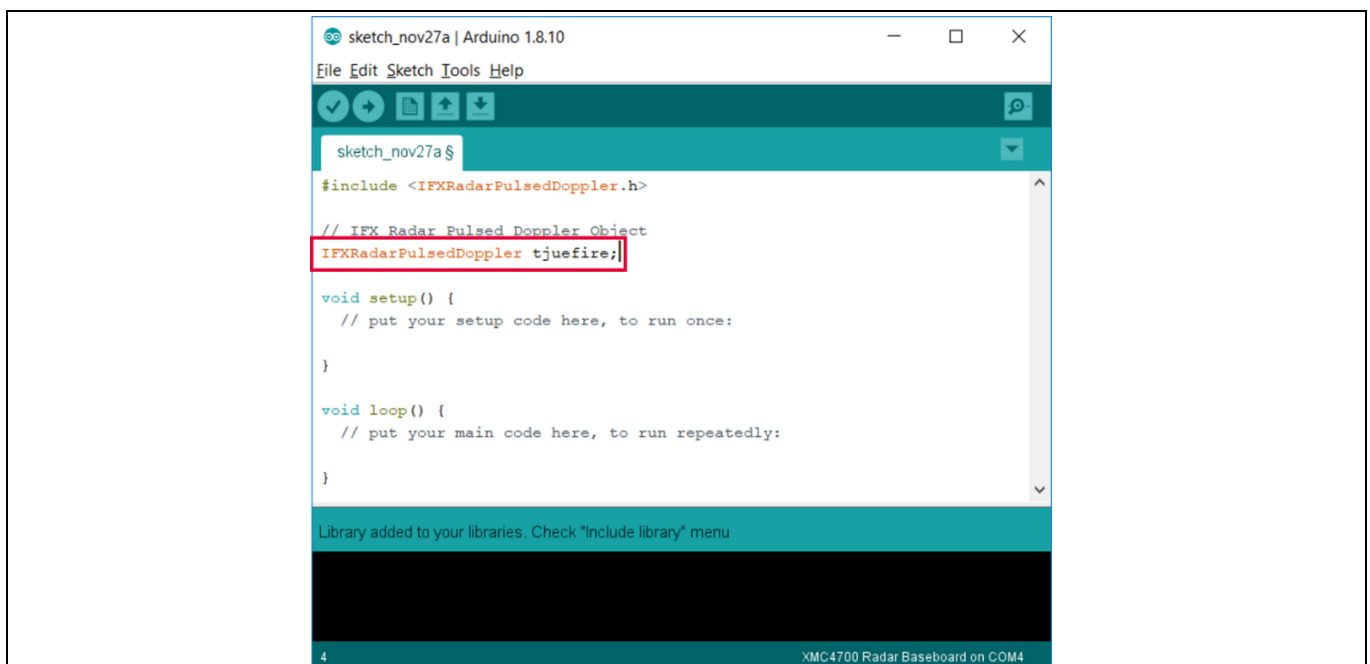 sketch_nov27a | Arduino 1.8.10
File Edit Sketch Tools Help
sketch_nov27a §
#include <IFXRadarPulsedDoppler.h>
// IFX Radar Pulsed Doppler Object
IFXRadarPulsedDoppler tjuefire;
void setup() {
// put your setup code here, to run once:
}
void loop() {
// put your main code here, to run repeatedly:
}
Library added to your libraries. Check "Include library" menu
4 XMC4700 Radar Baseboard on COM4